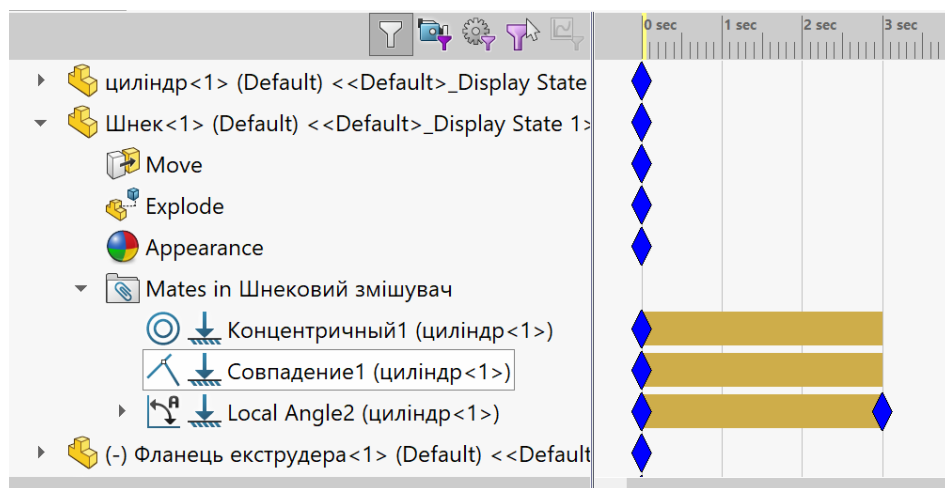 0 sec 1 sec 2 sec 3 sec
циліндр<1> (Default) <<Default>_Display State
Шнек<1> (Default) <<Default>_Display State 1>
Move
Explode
Appearance
Mates in Шнековий змішувач
Концентричный1 (циліндр<1>)
Совпадение1 (циліндр<1>)
Local Angle2 (циліндр<1>)
(-) Фланець екструдера<1> (Default) <<Default